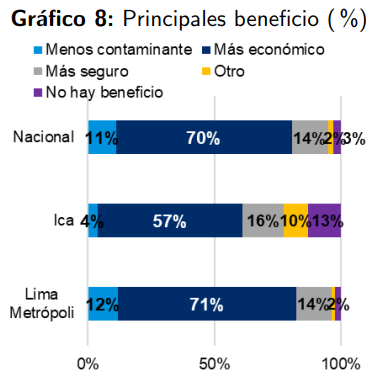 Gráfico 8: Principales beneficio (%)
Menos contaminante Más económico
Más seguro Otro
No hay beneficio
Nacional 11% 70% 14% 2% 3%
Ica 4% 57% 16% 10% 13%
Lima
Metrópoli 12% 71% 14% 2%
0% 50% 100%